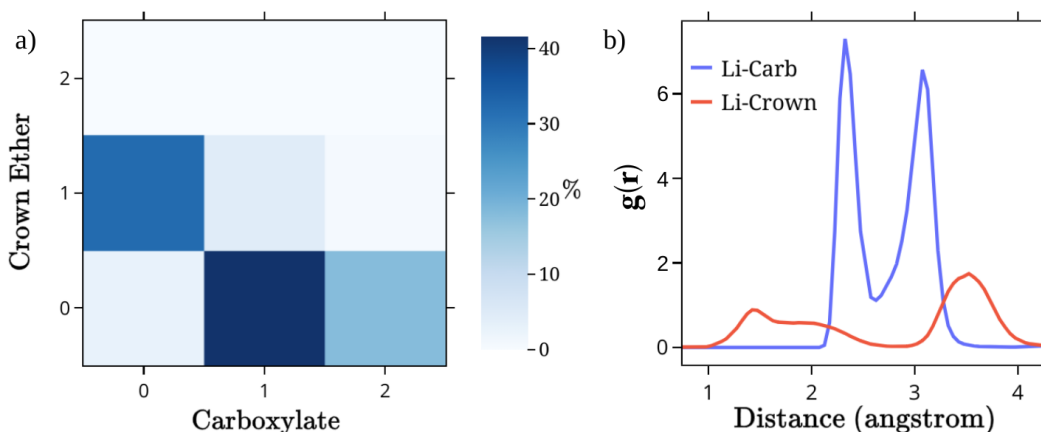 a)
Crown Ether
2
1
0
0 1 2
Carboxylate
40
30
20
10
0
%
b)
Li-Carb
Li-Crown
g(r)
6
4
2
0
1 2 3 4
Distance (angstrom)